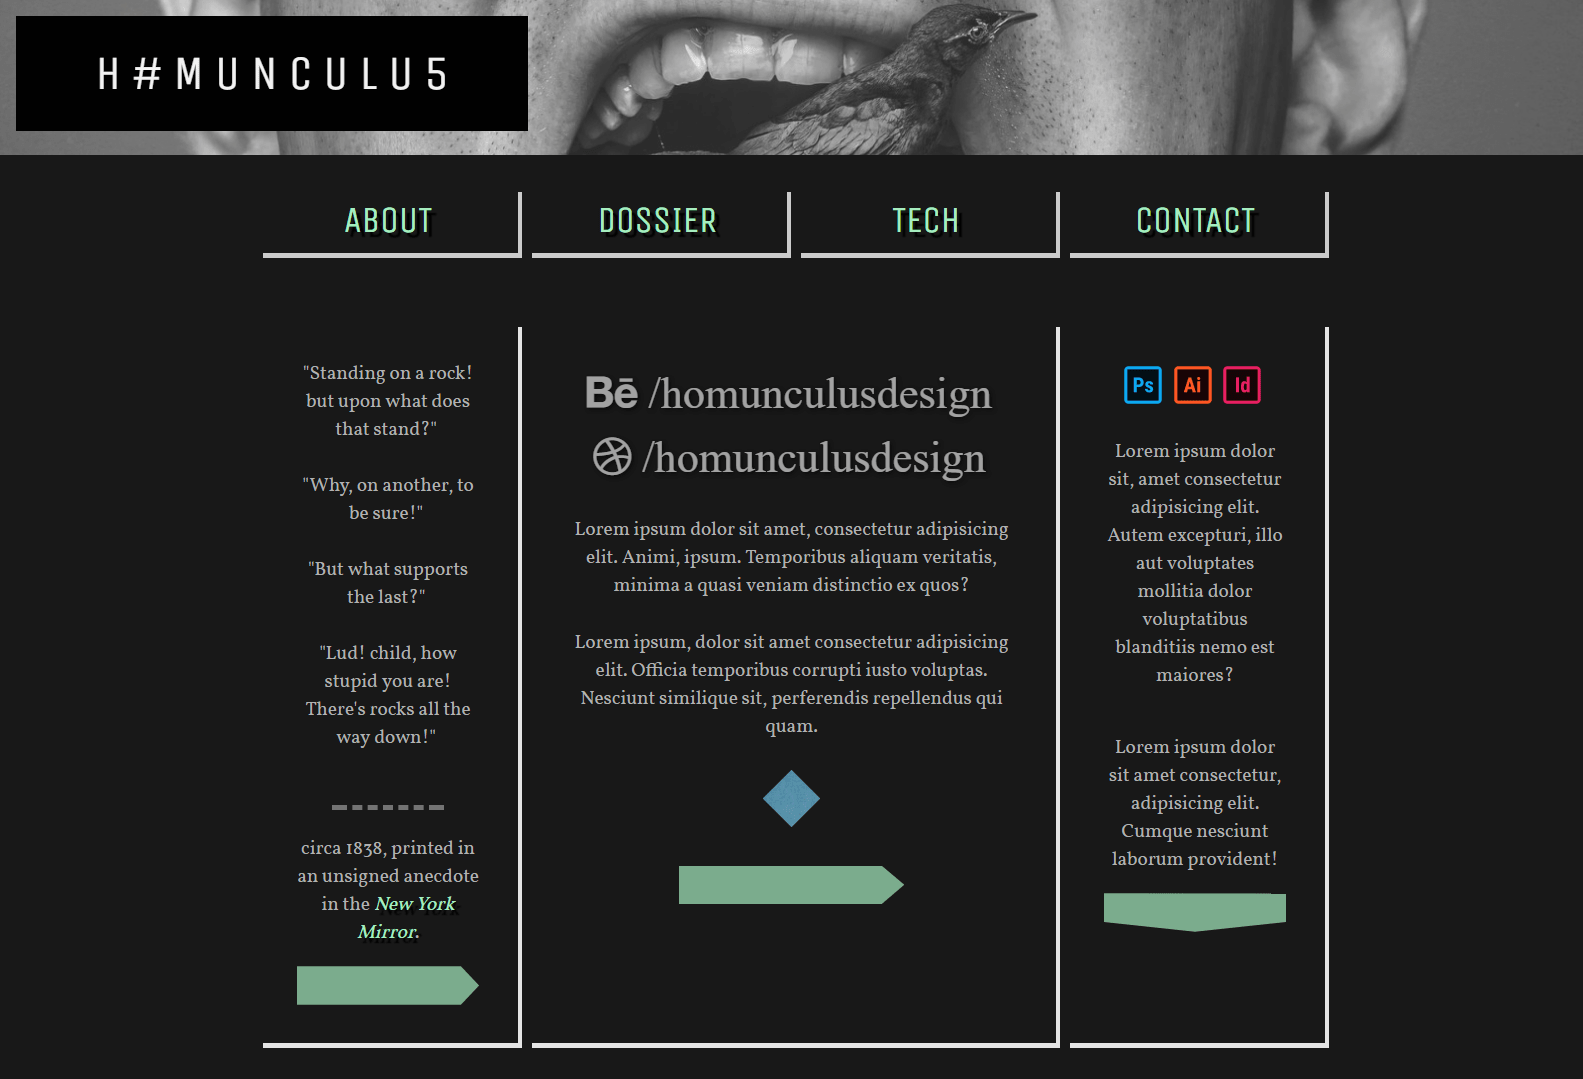 H#MUNCULU5
ABOUT
DOSSIER
TECH
CONTACT
"Standing on a rock!
but upon what does
that stand?"
"Why, on another, to
be sure!"
"But what supports
the last?"
"Lud! child, how
stupid you are!
There's rocks all the
way down!"
circa 1838, printed in
an unsigned anecdote
in the New York
Mirror.
Bē /homunculusdesign
/homunculusdesign
Lorem ipsum dolor sit amet, consectetur adipisicing
elit. Animi, ipsum. Temporibus aliquam veritatis,
minima a quasi veniam distinctio ex quos?
Lorem ipsum, dolor sit amet consectetur adipisicing
elit. Officia temporibus corrupti iusto voluptas.
Nesciunt similique sit, perferendis repellendus qui
quam.
Ps Ai Id
Lorem ipsum dolor
sit, amet consectetur
adipisicing elit.
Autem excepturi, illo
aut voluptates
mollitia dolor
voluptatibus
blanditiis nemo est
maiores?
Lorem ipsum dolor
sit amet consectetur,
adipisicing elit.
Cumque nesciunt
laborum provident!